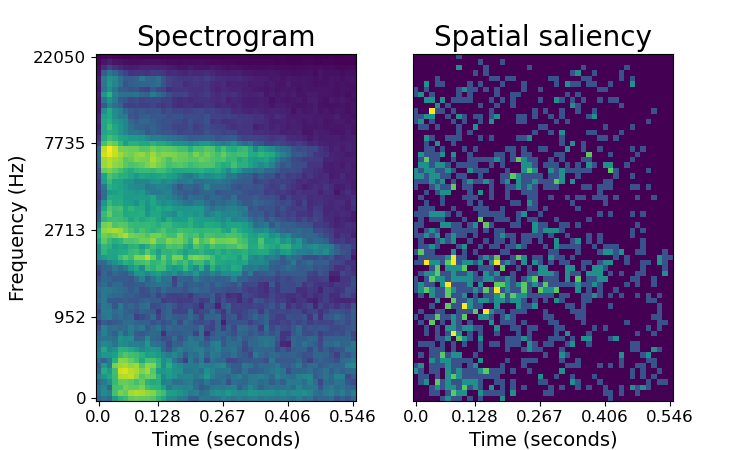 Spectrogram
Spatial saliency
Frequency (Hz)
22050
7735
2713
952
0
0.0 0.128 0.267 0.406 0.546
0.0 0.128 0.267 0.406 0.546
Time (seconds)
Time (seconds)